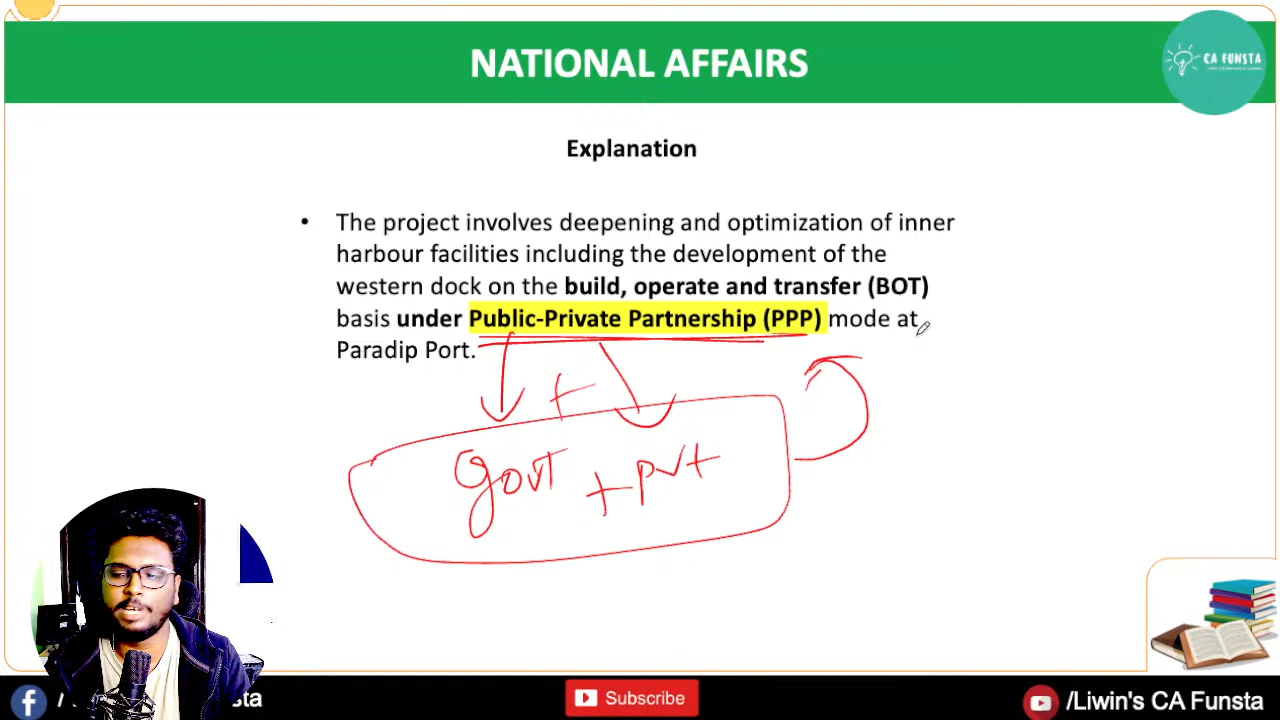 NATIONAL AFFAIRS
CA FUNSTA
Explanation
• The project involves deepening and optimization of inner
harbour facilities including the development of the
western dock on the build, operate and transfer (BOT)
basis under Public-Private Partnership (PPP) mode at
Paradip Port.
+
govt + pvt
f /
sta
Subscribe
/Liwin's CA Funsta